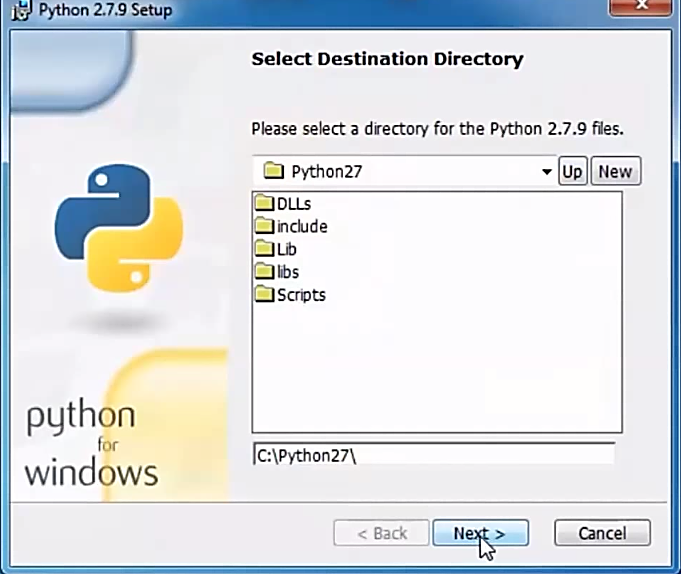 Python 2.7.9 Setup
Select Destination Directory
Please select a directory for the Python 2.7.9 files.
Python27
Up
New
DLLs
include
Lib
libs
Scripts
C:\Python27\
python
for
windows
< Back
Next >
Cancel